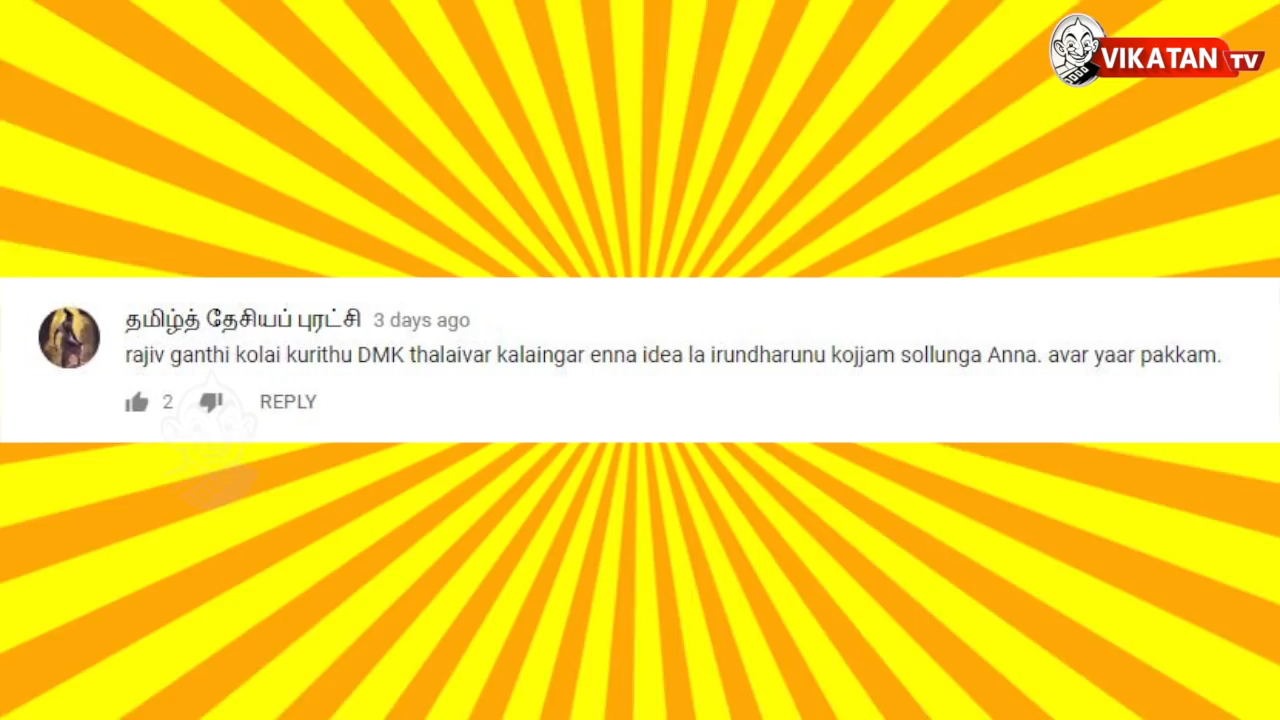 VIKATAN TV
தமிழ்த் தேசியப் புரட்சி 3 days ago
rajiv ganthi kolai kurithu DMK thalaivar kalaingar enna idea la irundharunu kojjam sollunga Anna. avar yaar pakkam.
2 REPLY